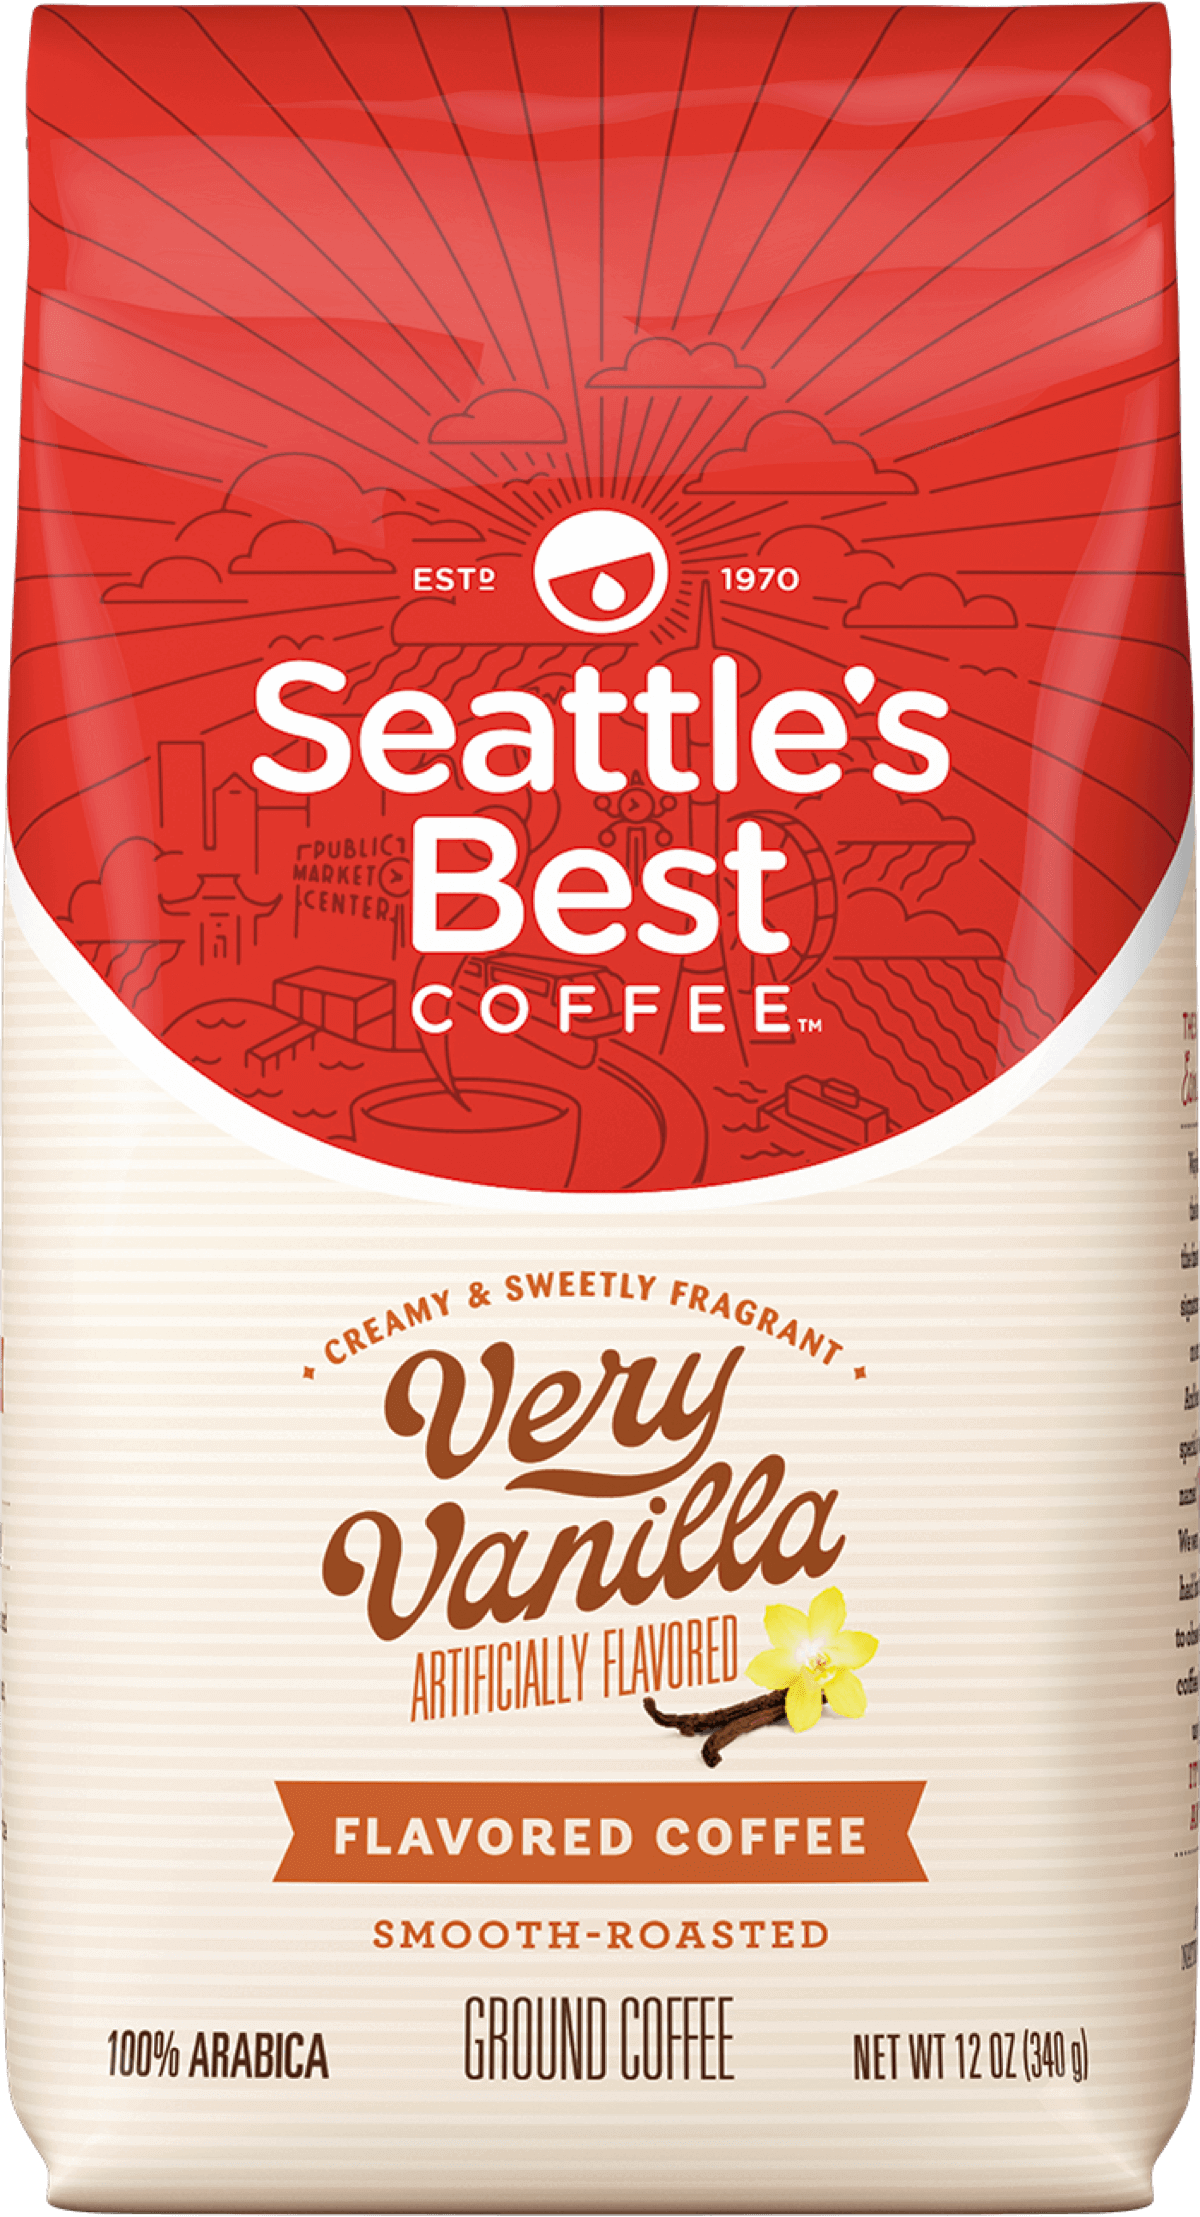 ESTD
1970
Seattle's
Best
COFFEE™
PUBLIC
MARKET
CENTER
CREAMY & SWEETLY FRAGRANT
Very
Vanilla
ARTIFICIALLY FLAVORED
FLAVORED COFFEE
SMOOTH-ROASTED
100% ARABICA
GROUND COFFEE
NET WT 12 OZ (340 g)